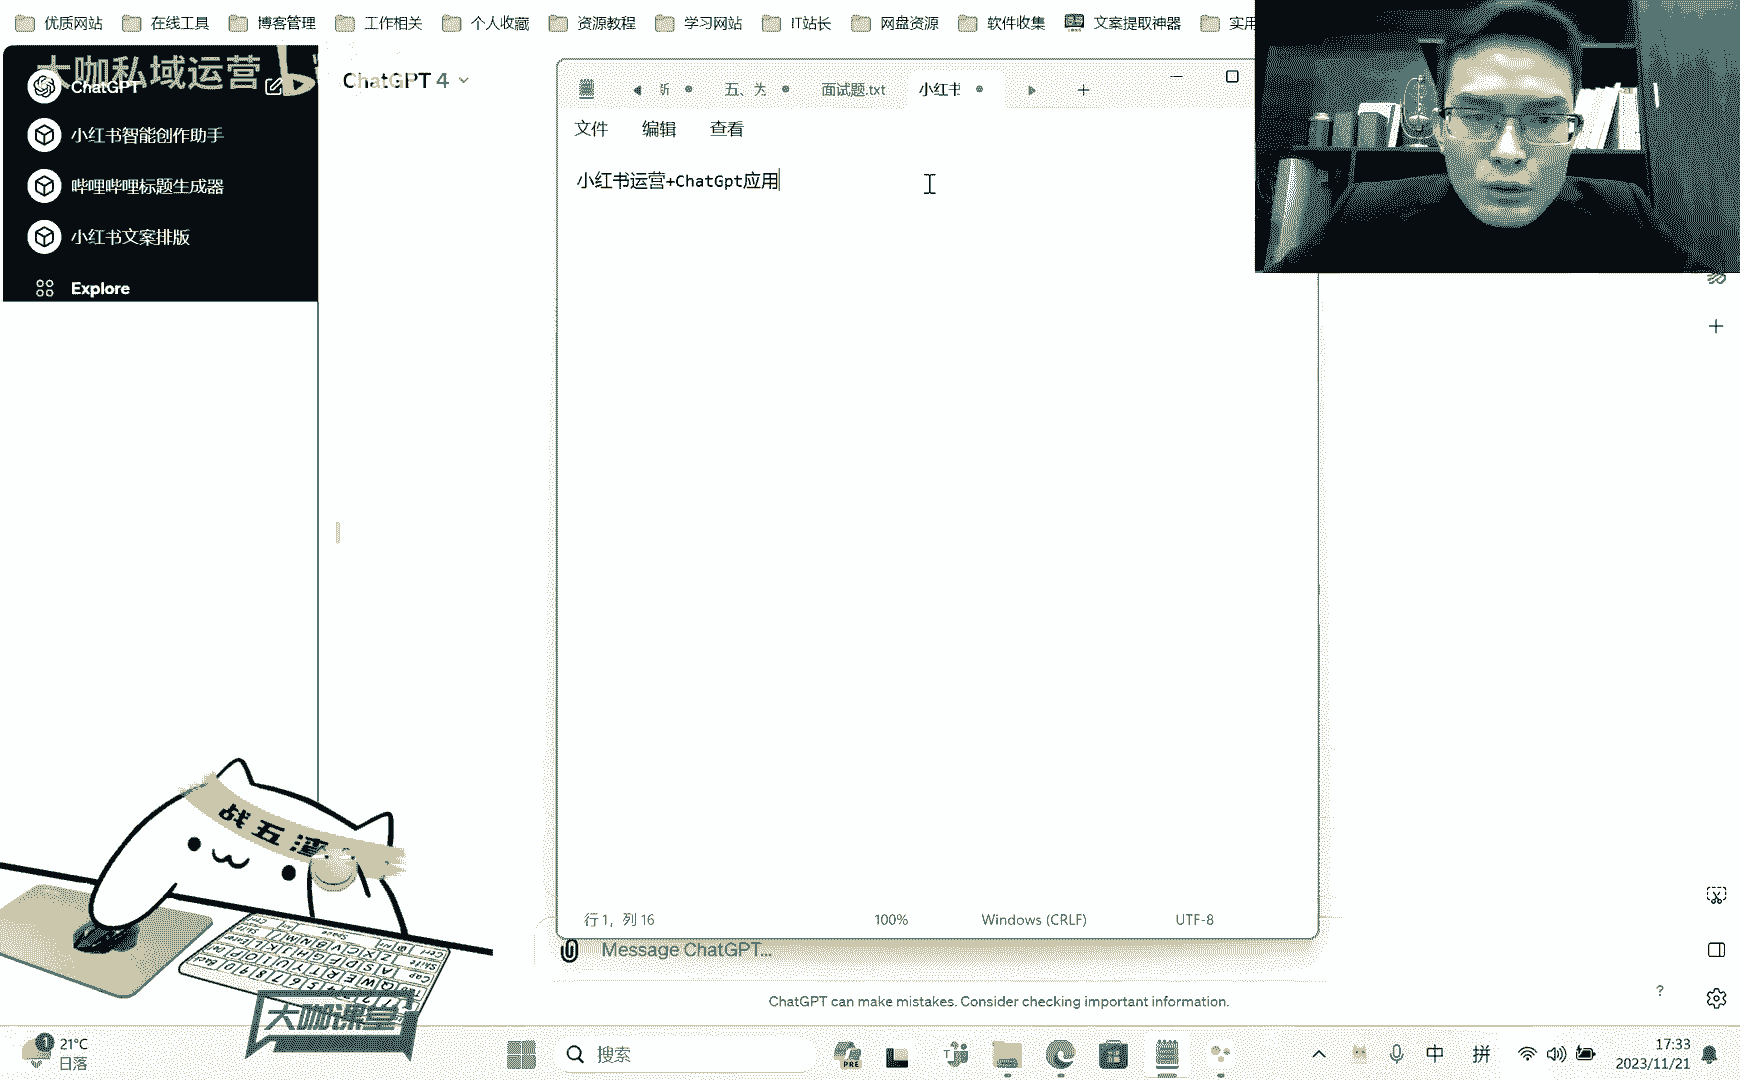 优质网站 在线工具 博客管理 工作相关 个人收藏 资源教程 学习网站 IT站长 网盘资源 软件收集 文案提取神器 实用
大咖私域运营
ChatGPT
ChatGPT 4
小红书智能创作助手
哔哩哔哩标题生成器
小红书文案排版
Explore
五、为 面试题.txt 小红书
文件 编辑 查看
小红书运营+ChatGpt应用
行 1，列 16 100% Windows (CRLF) UTF-8
Message ChatGPT...
ChatGPT can make mistakes. Consider checking important information.
?
战五渣
大咖课堂
1
21°C
日落
搜索
PRE
中 拼
17:33
2023/11/21